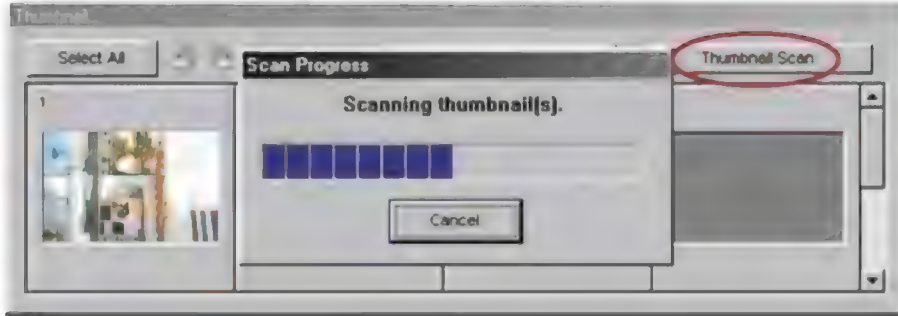 Thumbnail
Select All
Thumbnail Scan
Scan Progress
1
Scanning thumbnail(s).
Cancel